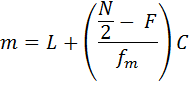 m = L + ( (N/2 − F) / f_m ) C